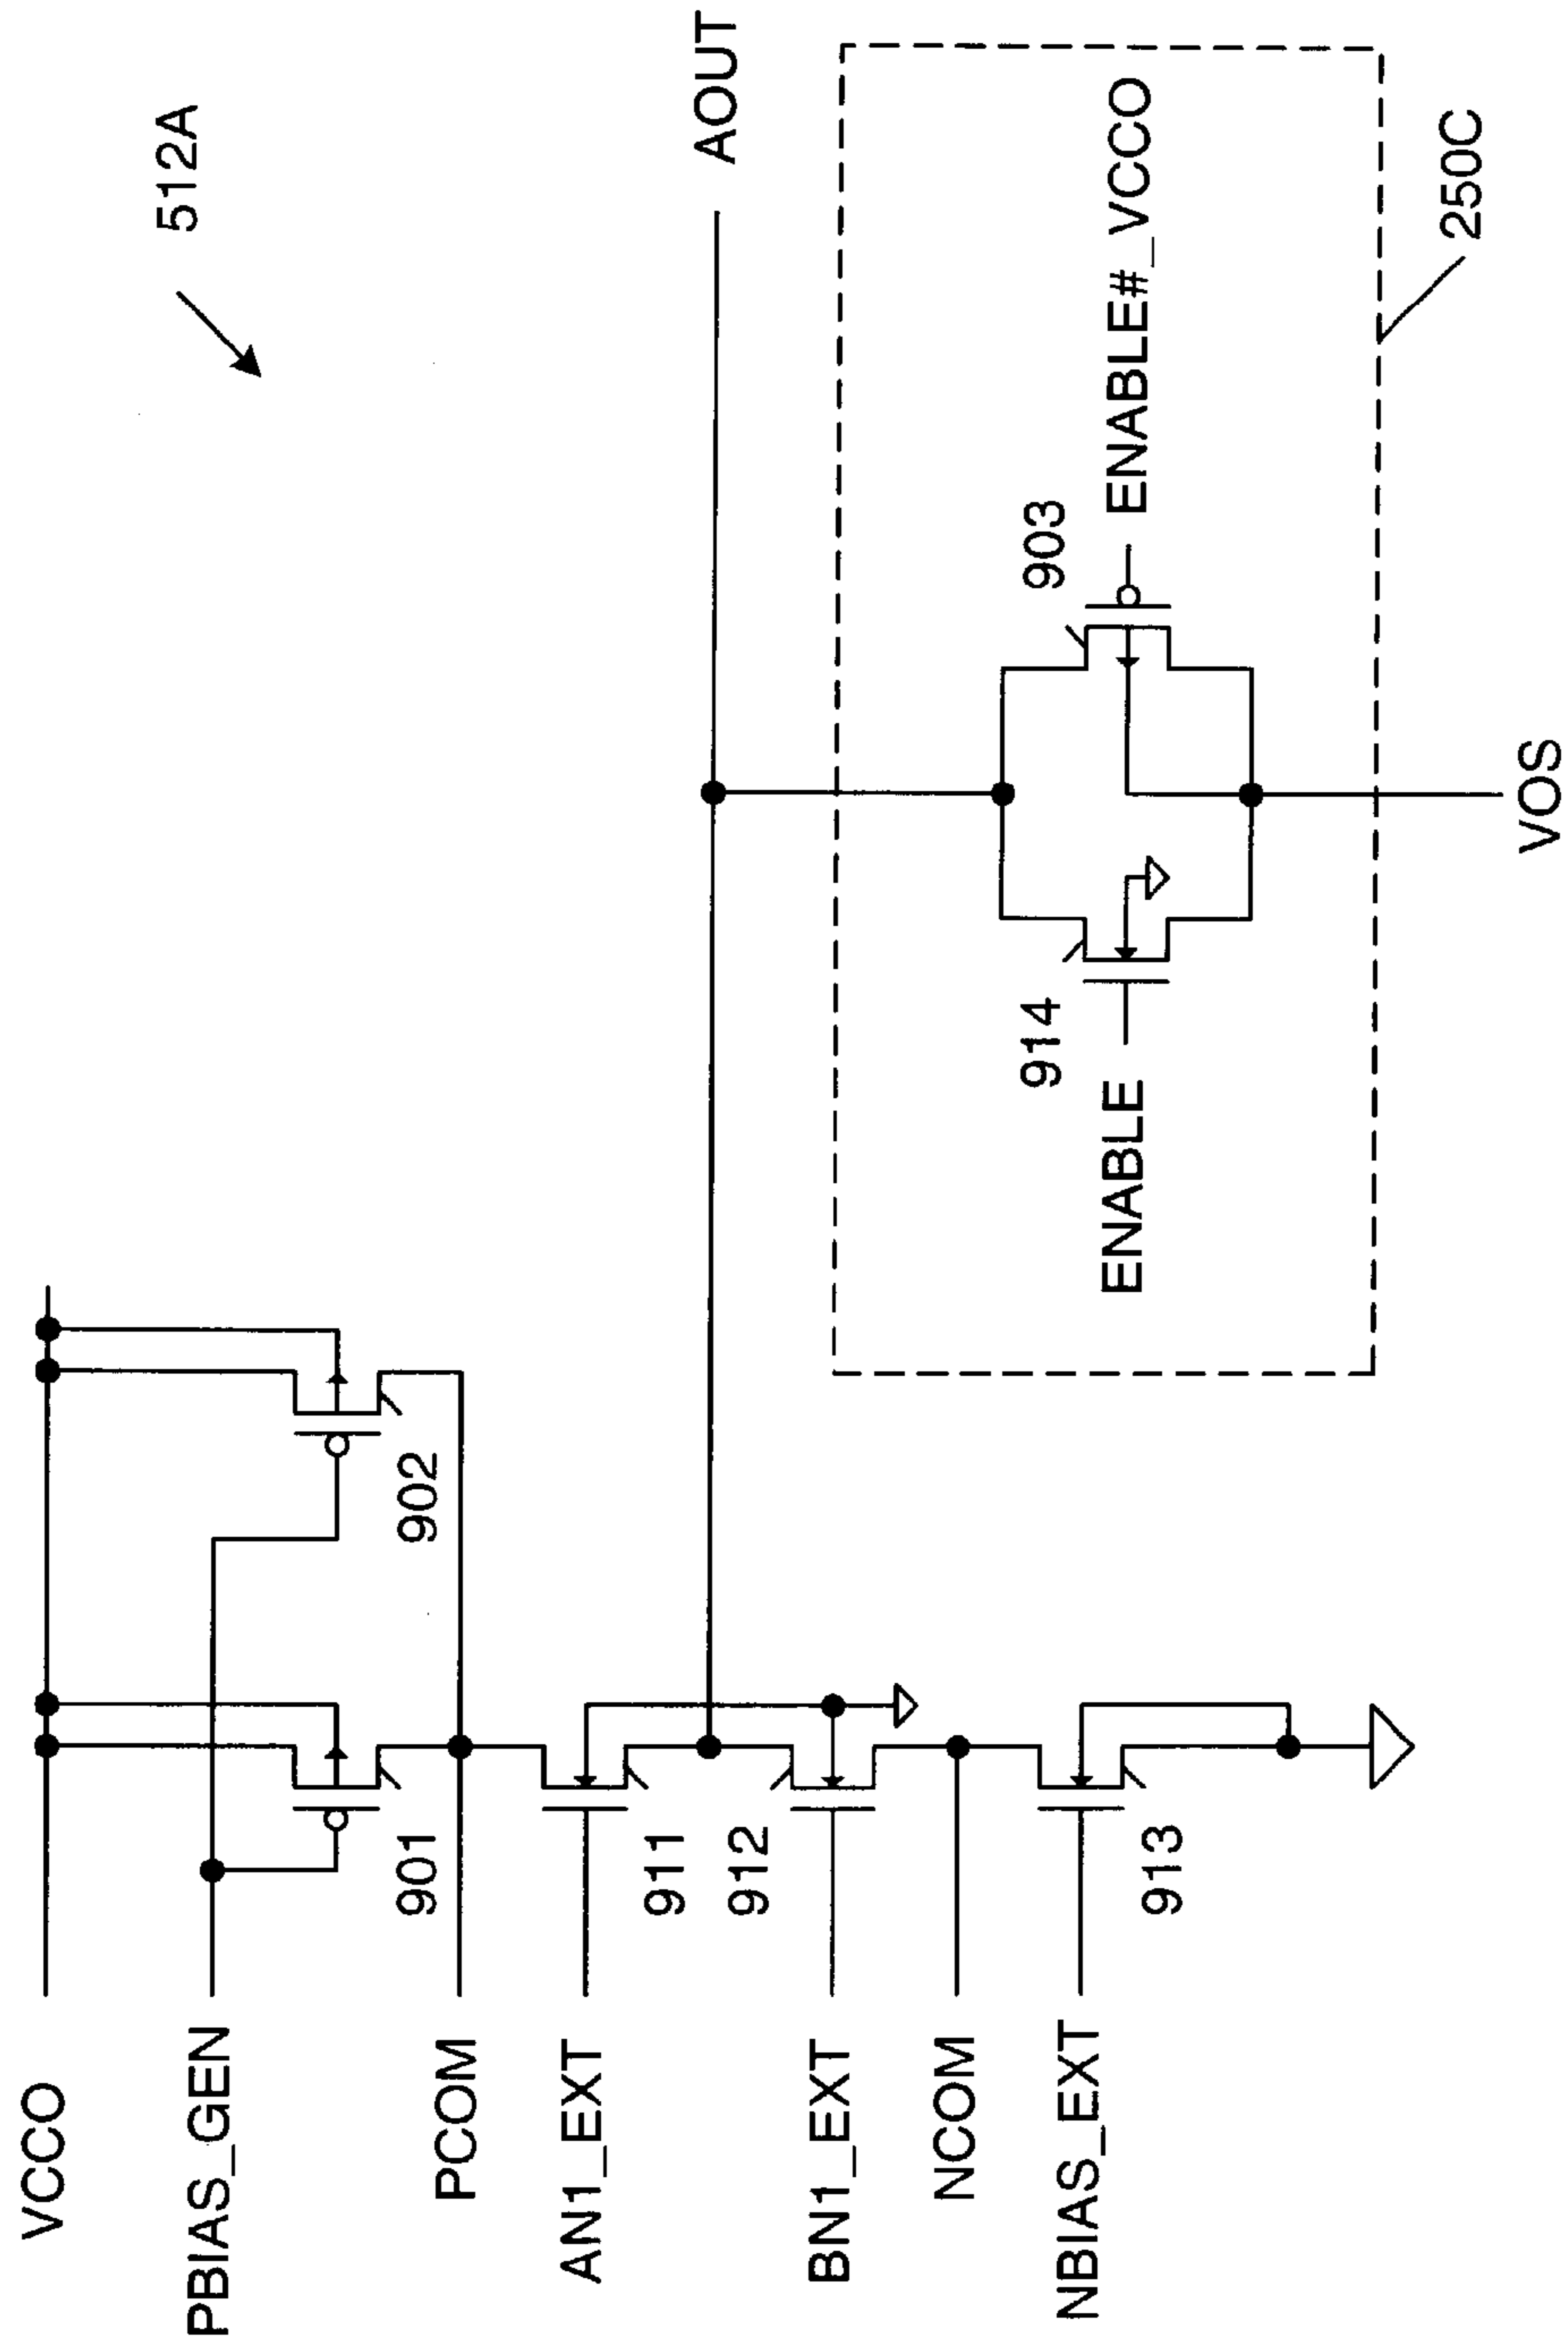 512A
VCCO
PBIAS_GEN
901
902
PCOM
AN1_EXT
911
AOUT
912
BN1_EXT
NCOM
NBIAS_EXT
913
ENABLE
914
903
ENABLE#_VCCO
250C
VOS